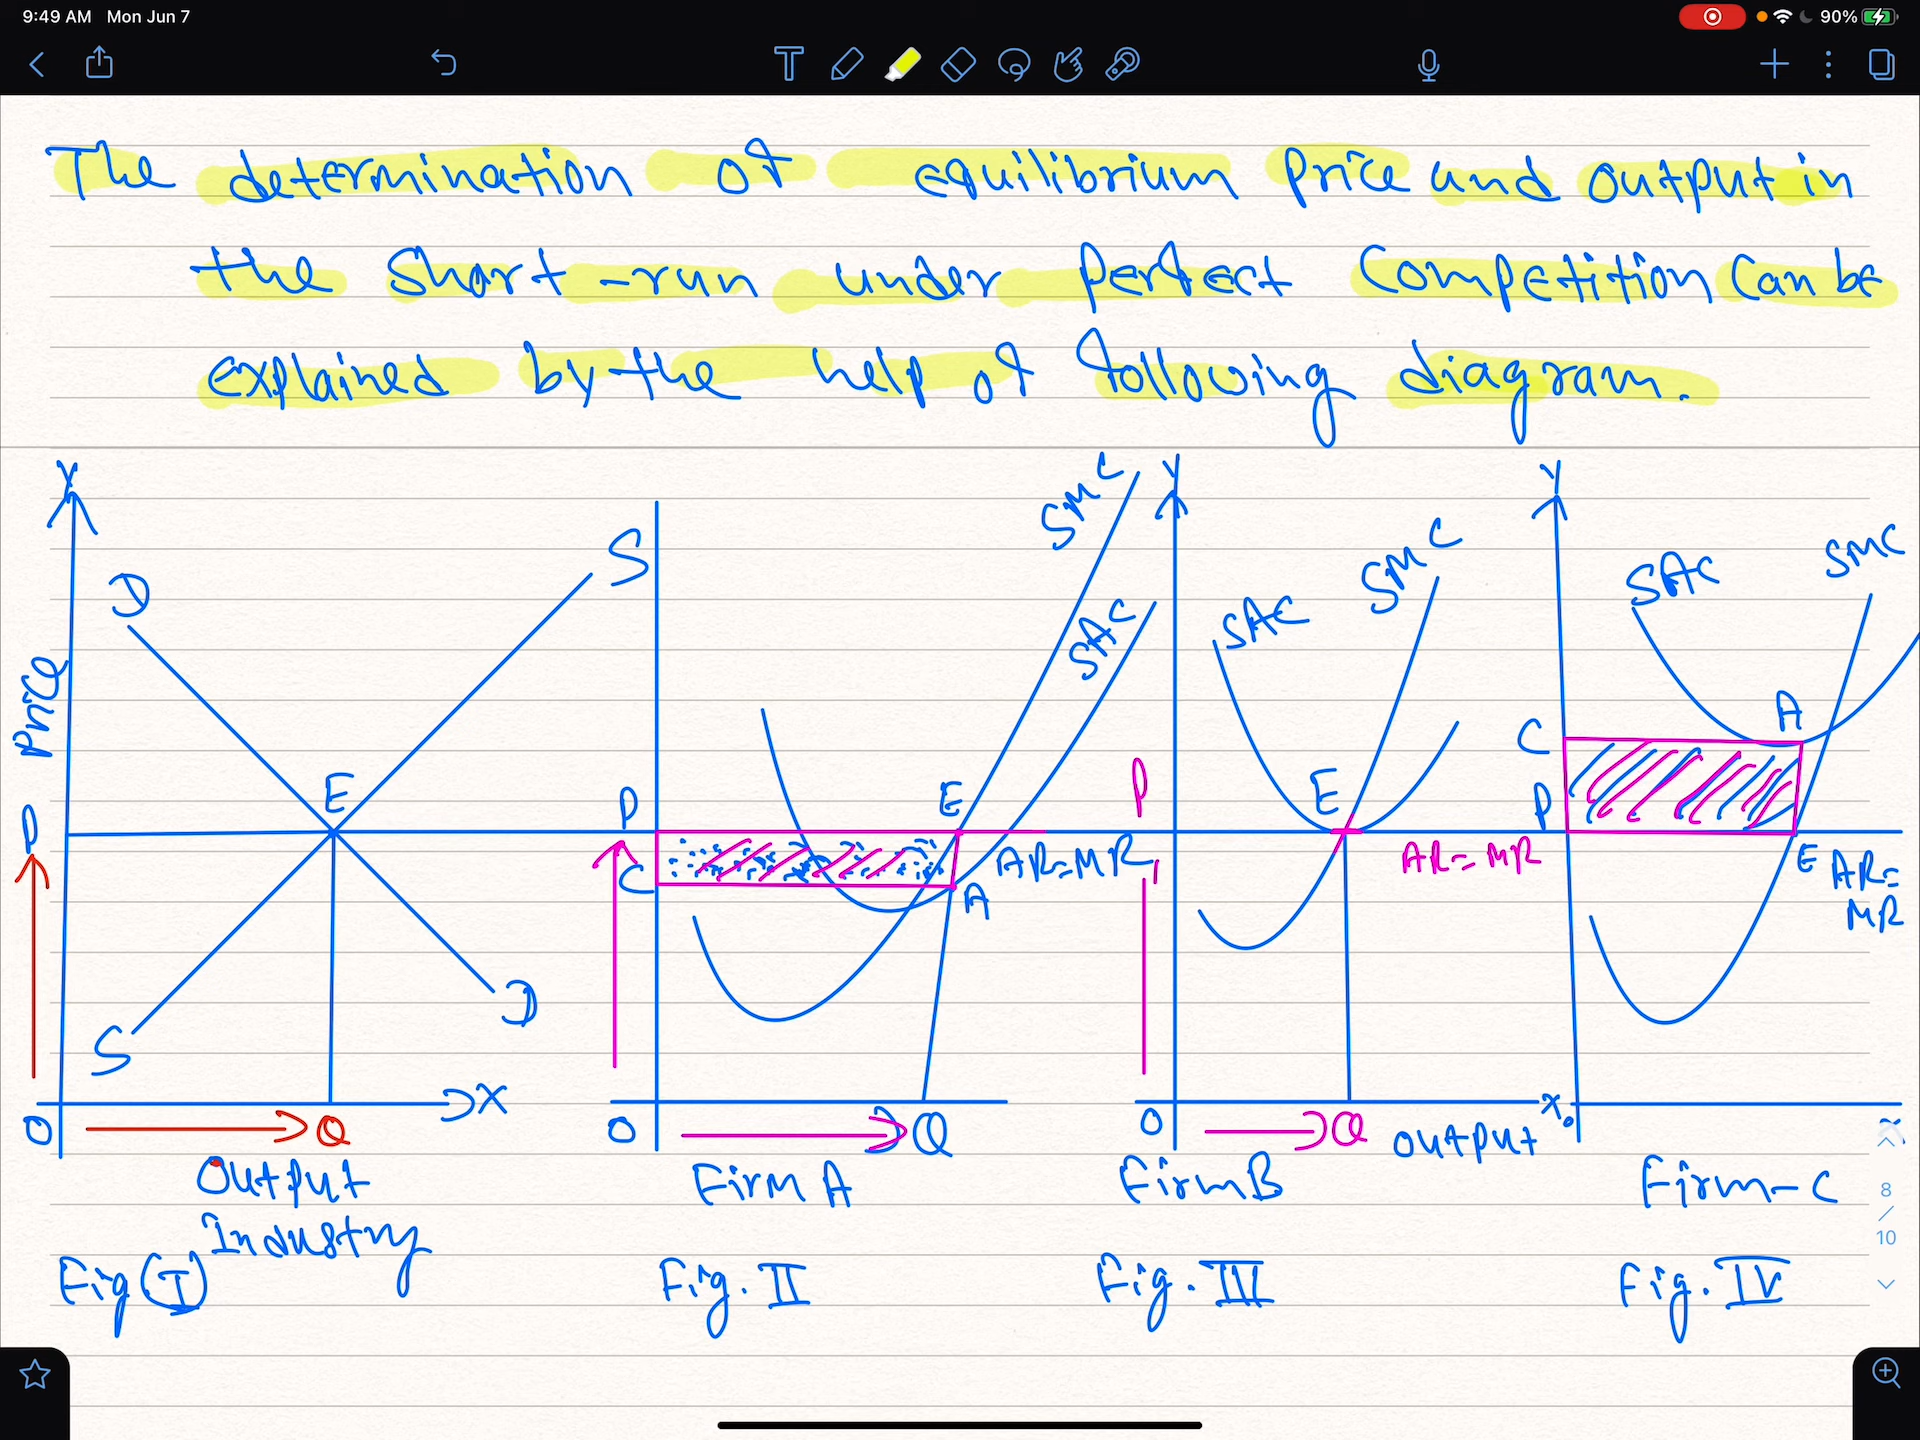 9:49 AM Mon Jun 7
90%
The determination of equilibrium price and output in
the short-run under perfect competition can be
explained by the help of following diagram.
Y
D
S
Price
E
P
S
D
X
O
Q
Output
Industry
Fig (I)
SMC
SAC
P
E
C
AR=MR
A
O
Q
Firm A
Fig. II
Y
SMC
SAC
P
E
AR=MR
O
Q
X
output
Firm B
Fig. III
Y
SAC
SMC
C
A
P
E
AR=
MR
Firm-C
Fig. IV
8
/
10